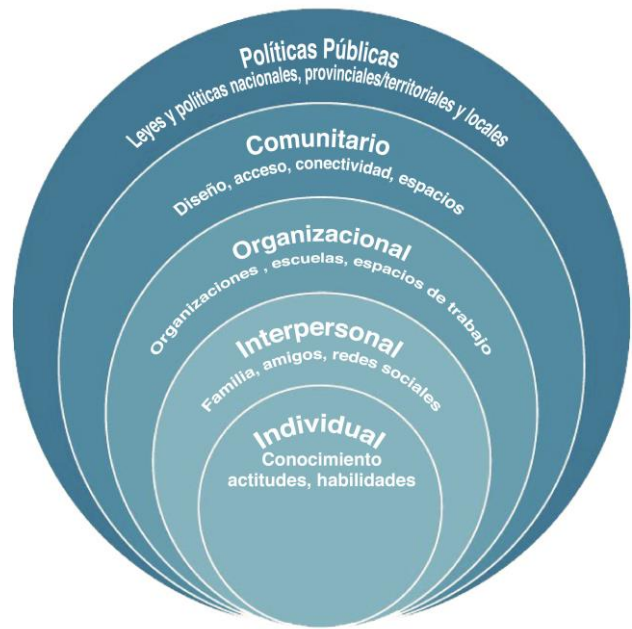 Políticas Públicas
Leyes y políticas nacionales, provinciales/territoriales y locales
Comunitario
Diseño, acceso, conectividad, espacios
Organizacional
Organizaciones , escuelas, espacios de trabajo
Interpersonal
Familia, amigos, redes sociales
Individual
Conocimiento
actitudes, habilidades